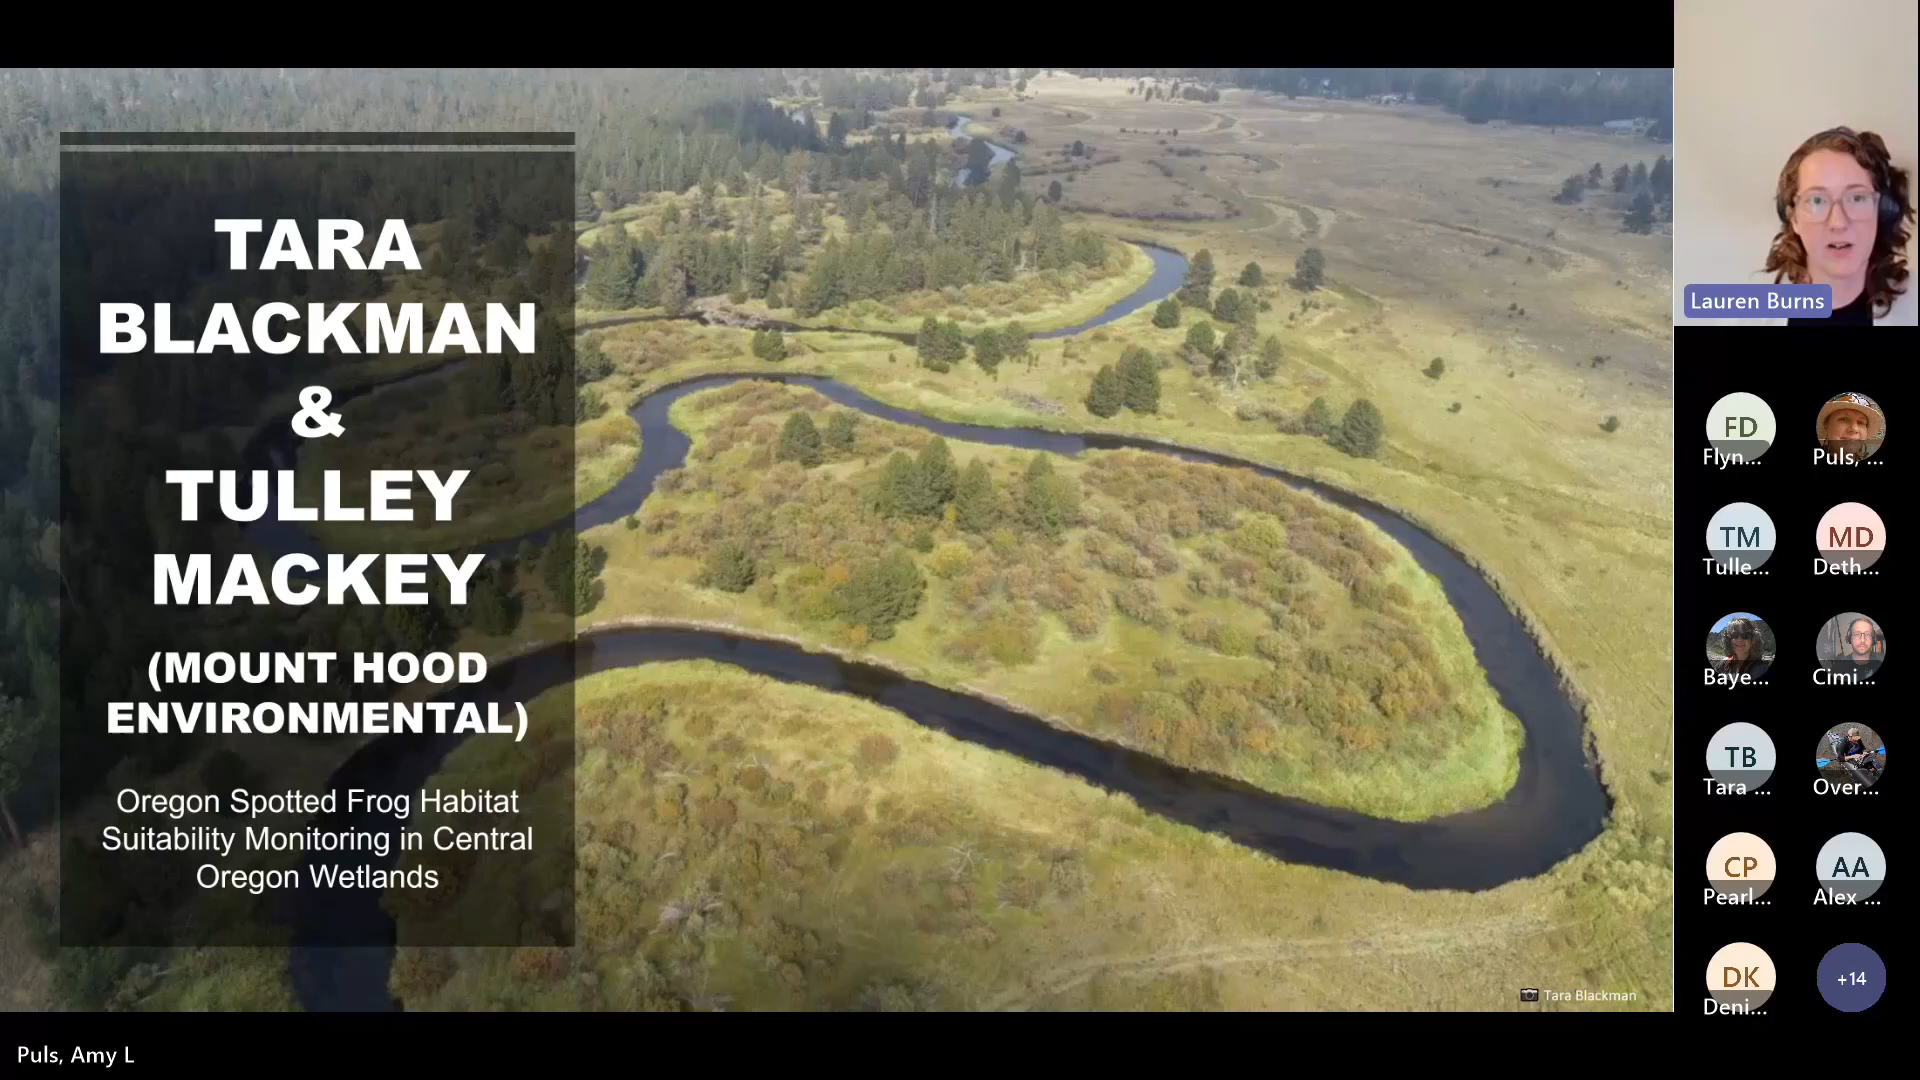 TARA
BLACKMAN
&
TULLEY
MACKEY
(MOUNT HOOD
ENVIRONMENTAL)
Oregon Spotted Frog Habitat
Suitability Monitoring in Central
Oregon Wetlands
Tara Blackman
Lauren Burns
FD
Flyn...
Puls, ...
TM
Tulle...
MD
Deth...
Baye...
Cimi...
TB
Tara ...
Over...
CP
Pearl...
AA
Alex ...
DK
Deni...
+14
Puls, Amy L